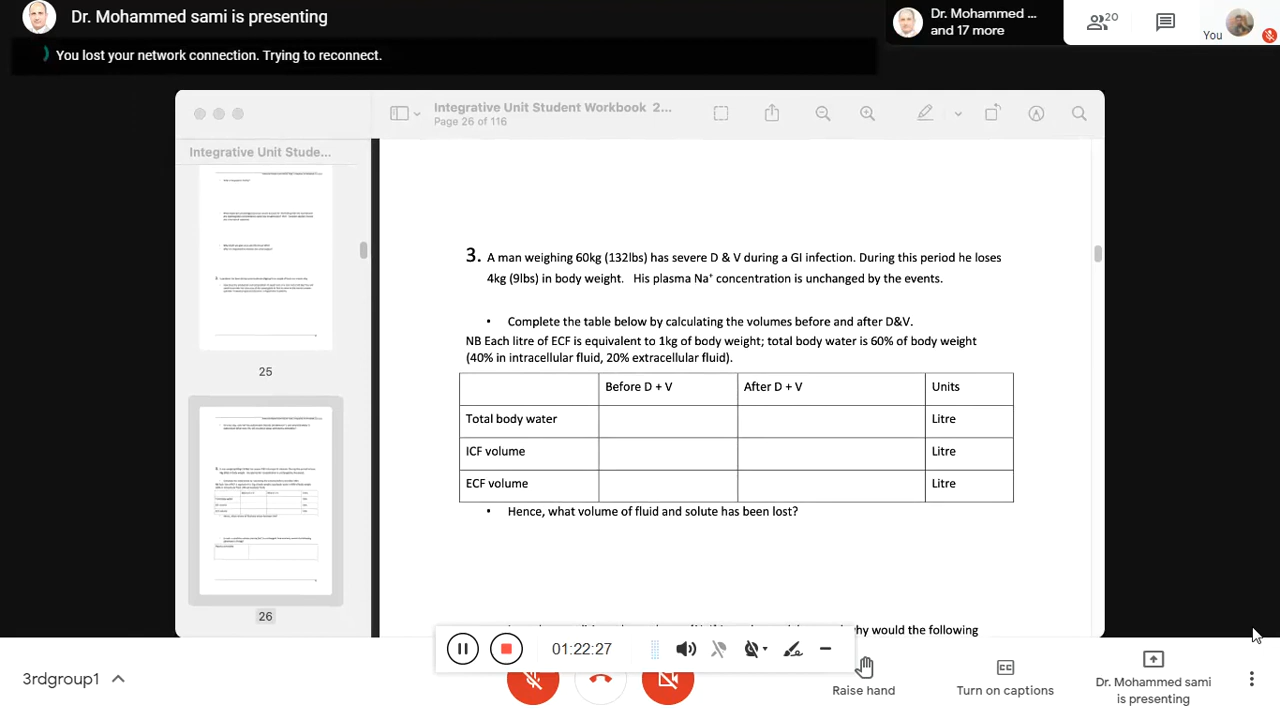 Dr. Mohammed sami is presenting
You lost your network connection. Trying to reconnect.
Dr. Mohammed ...
and 17 more
20
You
Integrative Unit Student Workbook 2...
Page 26 of 116
Integrative Unit Stude...
25
26
3. A man weighing 60kg (132lbs) has severe D & V during a GI infection. During this period he loses
4kg (9lbs) in body weight. His plasma Na⁺ concentration is unchanged by the events.
• Complete the table below by calculating the volumes before and after D&V.
NB Each litre of ECF is equivalent to 1kg of body weight; total body water is 60% of body weight
(40% in intracellular fluid, 20% extracellular fluid).
Before D + V After D + V Units
Total body water Litre
ICF volume Litre
ECF volume Litre
• Hence, what volume of fluid and solute has been lost?
would the following
01:22:27
3rdgroup1
Raise hand
Turn on captions
Dr. Mohammed sami
is presenting